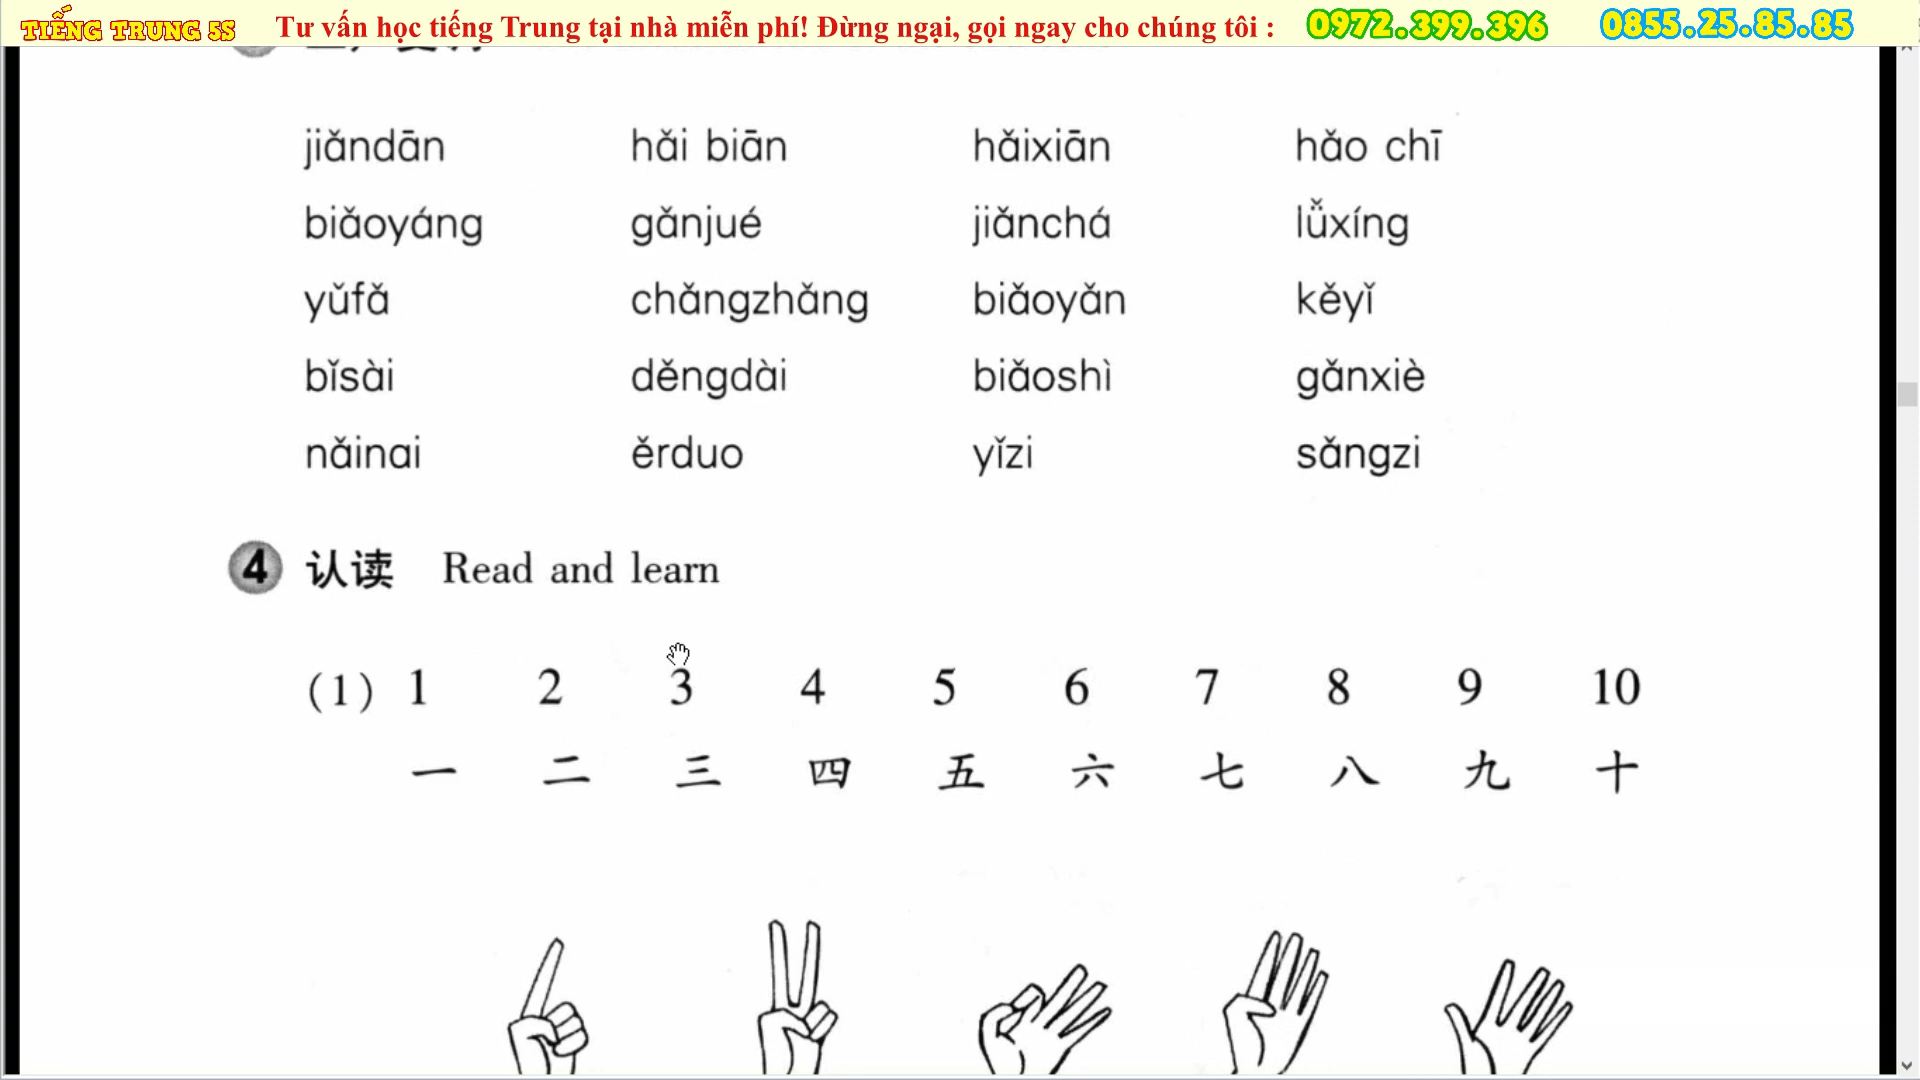 TIẾNG TRUNG 5S Tư vấn học tiếng Trung tại nhà miễn phí! Đừng ngại, gọi ngay cho chúng tôi : 0972.399.396 0855.25.85.85
jiǎndān hǎi biān hǎixiān hǎo chī
biǎoyáng gǎnjué jiǎnchá lǚxíng
yǔfǎ chǎngzhǎng biǎoyǎn kěyǐ
bǐsài děngdài biǎoshì gǎnxiè
nǎinai ěrduo yǐzi sǎngzi
4 认读 Read and learn
(1) 1 2 3 4 5 6 7 8 9 10
一 二 三 四 五 六 七 八 九 十